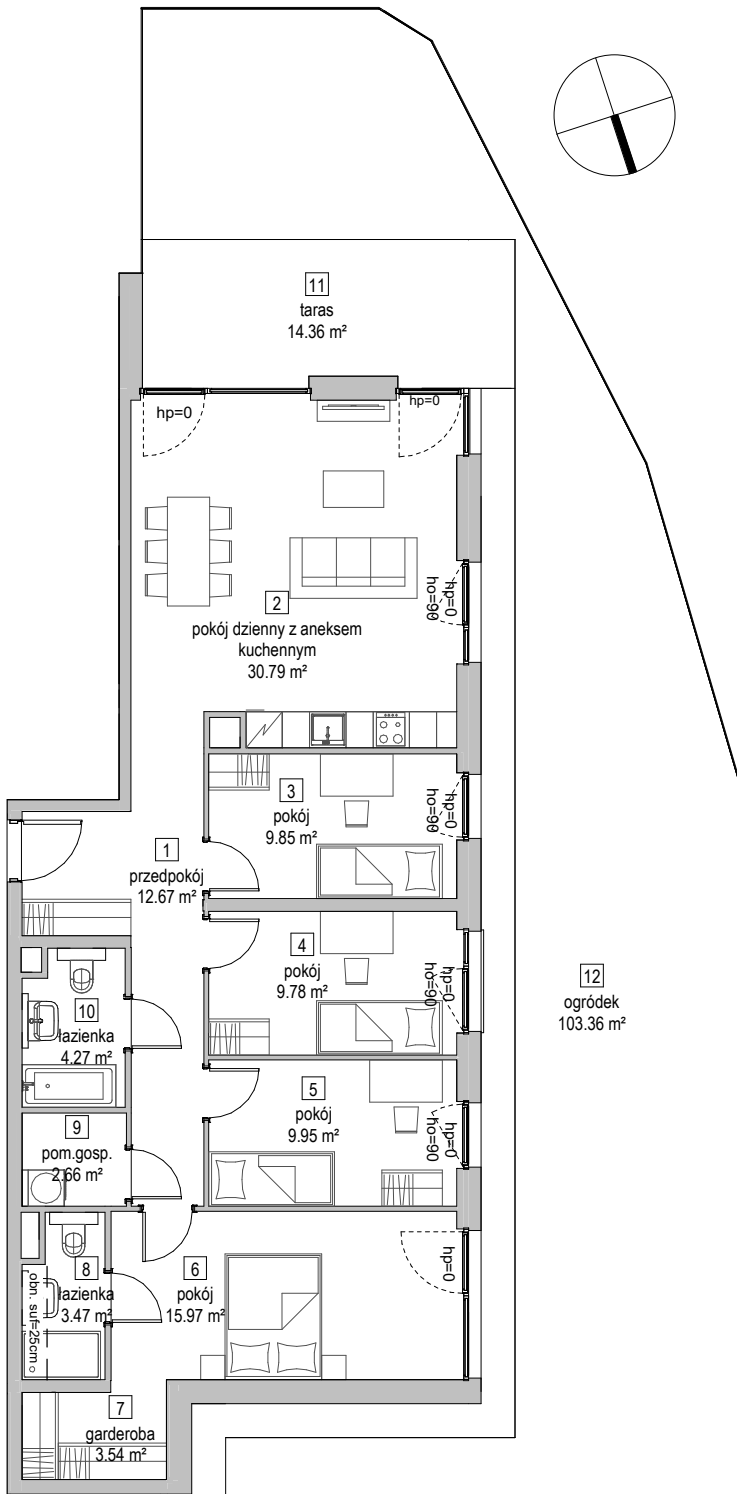 11
taras
14.36 m²
hp=0
hp=0
hp=0
ho=90
2
pokój dzienny z aneksem
kuchennym
30.79 m²
3
pokój
9.85 m²
hp=0
ho=90
1
przedpokój
12.67 m²
4
pokój
9.78 m²
hp=0
ho=90
12
ogródek
103.36 m²
10
łazienka
4.27 m²
5
pokój
9.95 m²
hp=0
ho=90
9
pom.gosp.
2.66 m²
8
łazienka
3.47 m²
obn. suf=25cm
6
pokój
15.97 m²
hp=0
7
garderoba
3.54 m²